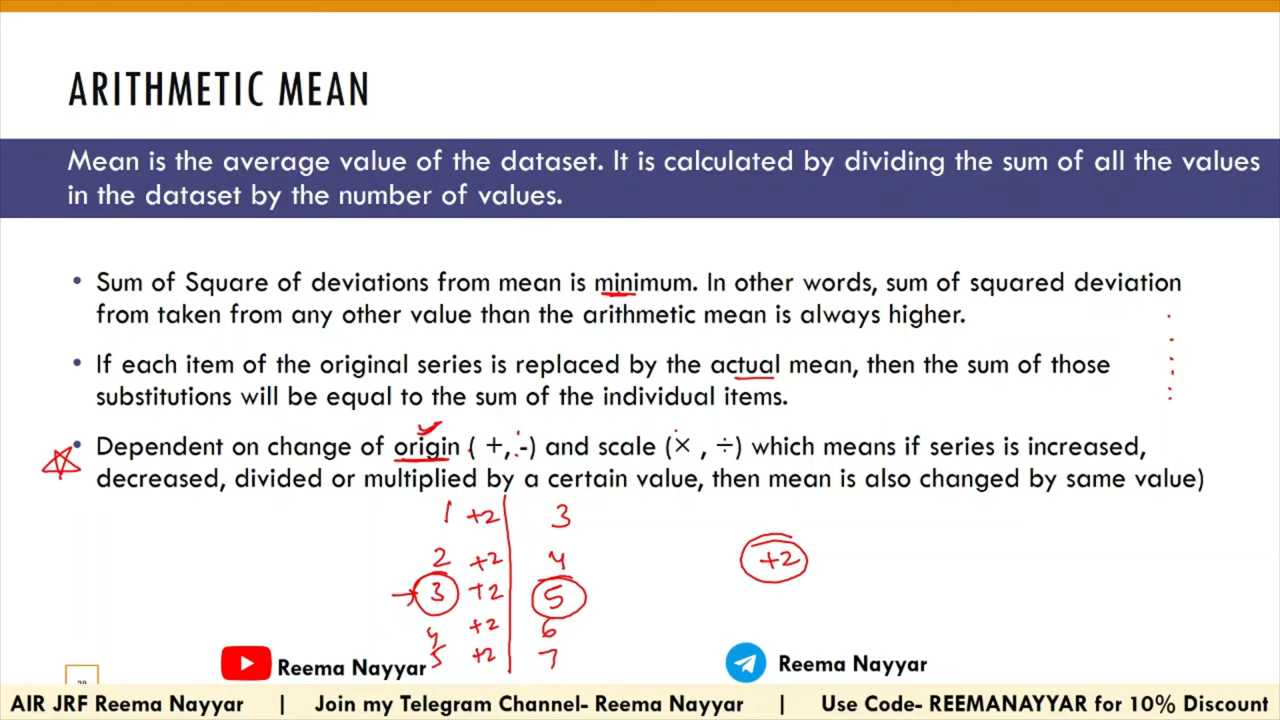 ARITHMETIC MEAN
Mean is the average value of the dataset. It is calculated by dividing the sum of all the values
in the dataset by the number of values.
• Sum of Square of deviations from mean is minimum. In other words, sum of squared deviation
from taken from any other value than the arithmetic mean is always higher.
• If each item of the original series is replaced by the actual mean, then the sum of those
substitutions will be equal to the sum of the individual items.
• Dependent on change of origin ( +, -) and scale (× , ÷) which means if series is increased,
decreased, divided or multiplied by a certain value, then mean is also changed by same value)
1 +2 3
2 +2 4
+2
→ 3 +2 5
4 +2 6
5 +2 7
Reema Nayyar
Reema Nayyar
AIR JRF Reema Nayyar | Join my Telegram Channel- Reema Nayyar | Use Code- REEMANAYYAR for 10% Discount